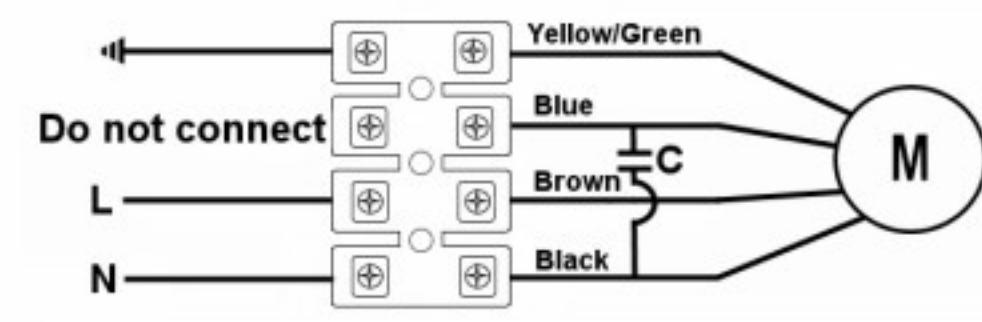 Yellow/Green
Do not connect
Blue
C
M
L
Brown
N
Black